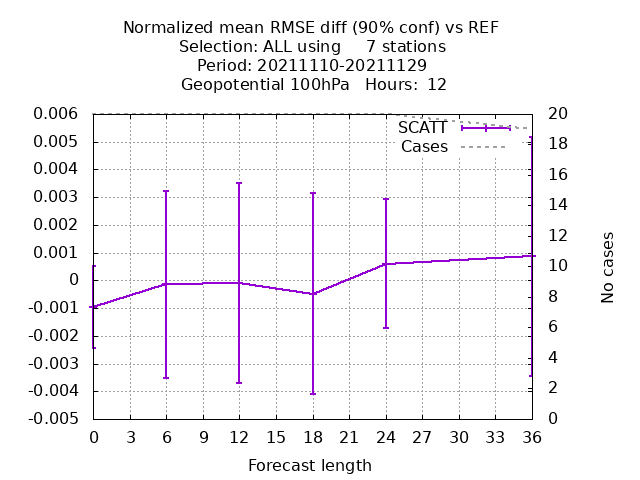 Normalized mean RMSE diff (90% conf) vs REF
Selection: ALL using     7 stations
Period: 20211110-20211129
Geopotential 100hPa   Hours:  12
SCATT
Cases
0.006
0.005
0.004
0.003
0.002
0.001
0
-0.001
-0.002
-0.003
-0.004
-0.005
20
18
16
14
12
10
8
6
4
2
0
No cases
0 3 6 9 12 15 18 21 24 27 30 33 36
Forecast length